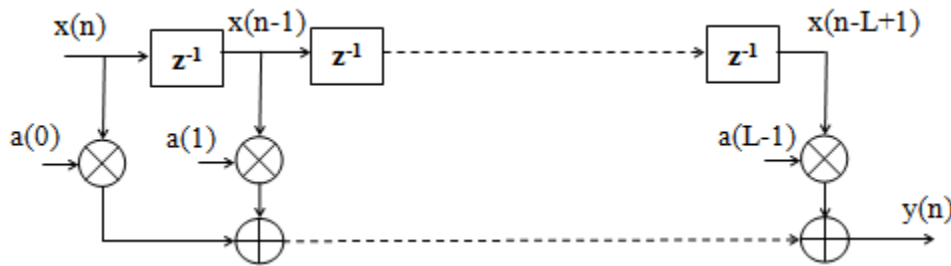 x(n) x(n-1) x(n-L+1)
z⁻¹ z⁻¹ z⁻¹
a(0) a(1) a(L-1)
y(n)